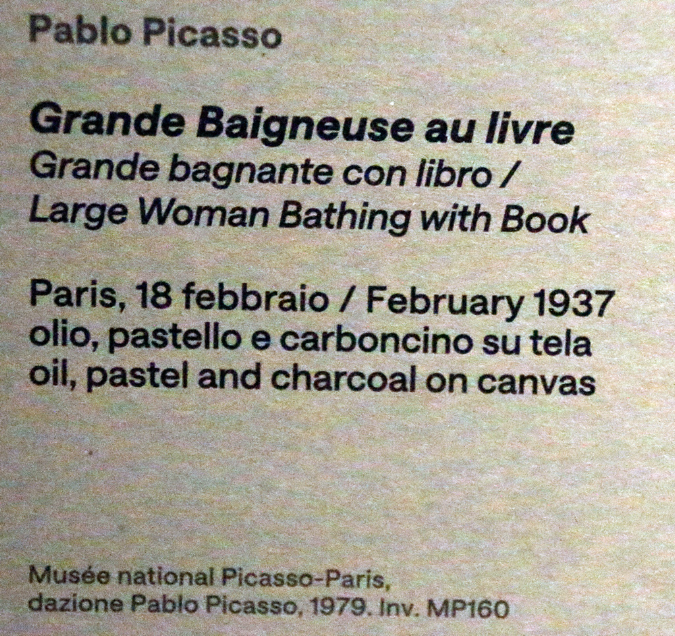 Pablo Picasso
Grande Baigneuse au livre
Grande bagnante con libro /
Large Woman Bathing with Book
Paris, 18 febbraio / February 1937
olio, pastello e carboncino su tela
oil, pastel and charcoal on canvas
Musée national Picasso-Paris,
dazione Pablo Picasso, 1979. Inv. MP160